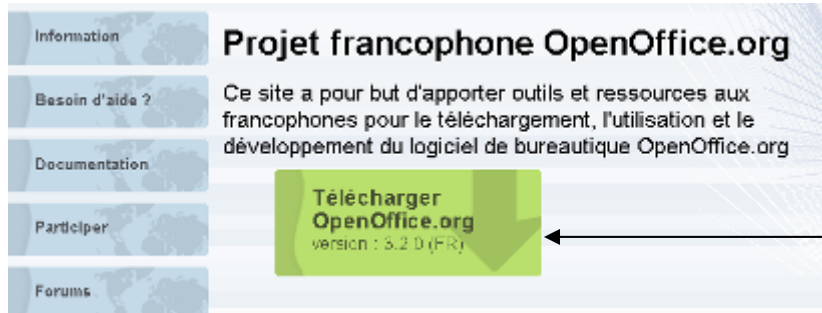 Information
Besoin d'aide ?
Documentation
Participer
Forums
Projet francophone OpenOffice.org
Ce site a pour but d'apporter outils et ressources aux
francophones pour le téléchargement, l'utilisation et le
développement du logiciel de bureautique OpenOffice.org
Télécharger
OpenOffice.org
version : 3.2.0 (FR)